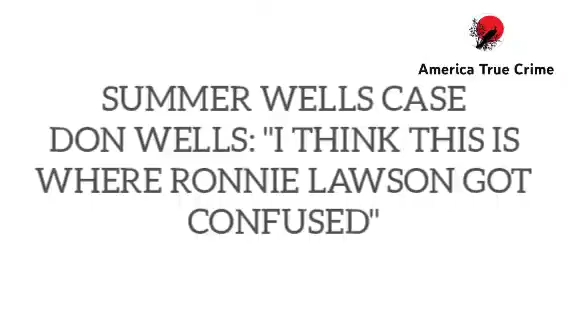 America True Crime
SUMMER WELLS CASE
DON WELLS: "I THINK THIS IS
WHERE RONNIE LAWSON GOT
CONFUSED"